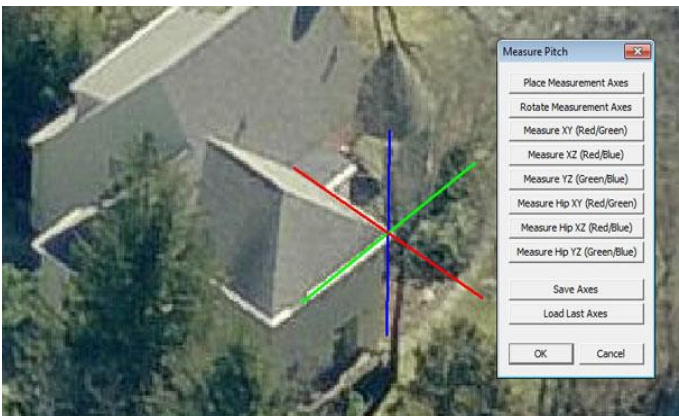 Measure Pitch
Place Measurement Axes
Rotate Measurement Axes
Measure XY (Red/Green)
Measure XZ (Red/Blue)
Measure YZ (Green/Blue)
Measure Hip XY (Red/Green)
Measure Hip XZ (Red/Blue)
Measure Hip YZ (Green/Blue)
Save Axes
Load Last Axes
OK
Cancel